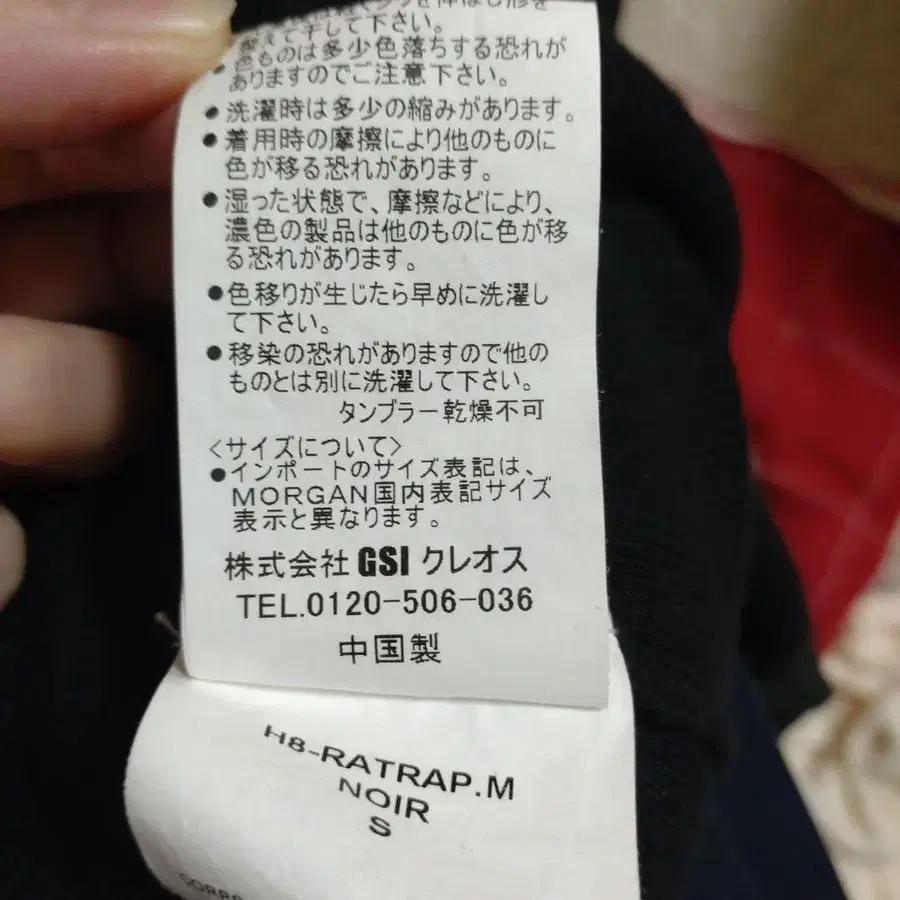 整えて干して下さい。
色ものは多少色落ちする恐れが
ありますのでご注意下さい。
●洗濯時は多少の縮みがあります。
●着用時の摩擦により他のものに
色が移る恐れがあります。
●湿った状態で、摩擦などにより、
濃色の製品は他のものに色が移
る恐れがあります。
●色移りが生じたら早めに洗濯し
て下さい。
●移染の恐れがありますので他の
ものとは別に洗濯して下さい。
タンブラー乾燥不可
〈サイズについて〉
●インポートのサイズ表記は、
MORGAN国内表記サイズ
表示と異なります。
株式会社 GSI クレオス
TEL.0120-506-036
中国製
H8-RATRAP.M
NOIR
S